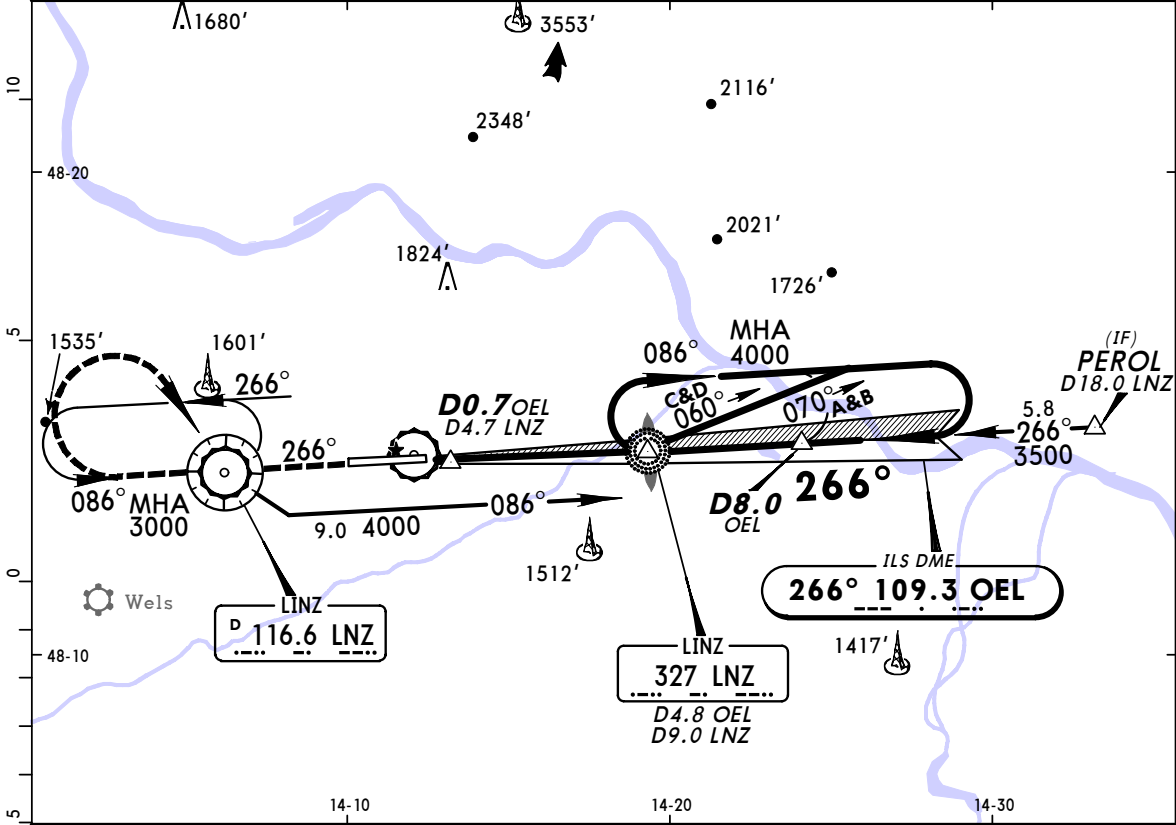 1680'
3553'
10
2116'
2348'
48-20
2021'
1824'
1726'
5
1535'
1601'
266°
MHA
4000
086°
(IF)
PEROL
D18.0 LNZ
C&D
060°
070°
A&B
D0.7 OEL
D4.7 LNZ
5.8
266°
3500
266°
086°
MHA
3000
086°
9.0 4000
D8.0
OEL
266°
1512'
ILS DME
266° 109.3 OEL
0
Wels
LINZ
D 116.6 LNZ
1417'
LINZ
327 LNZ
48-10
D4.8 OEL
D9.0 LNZ
5
14-10
14-20
14-30